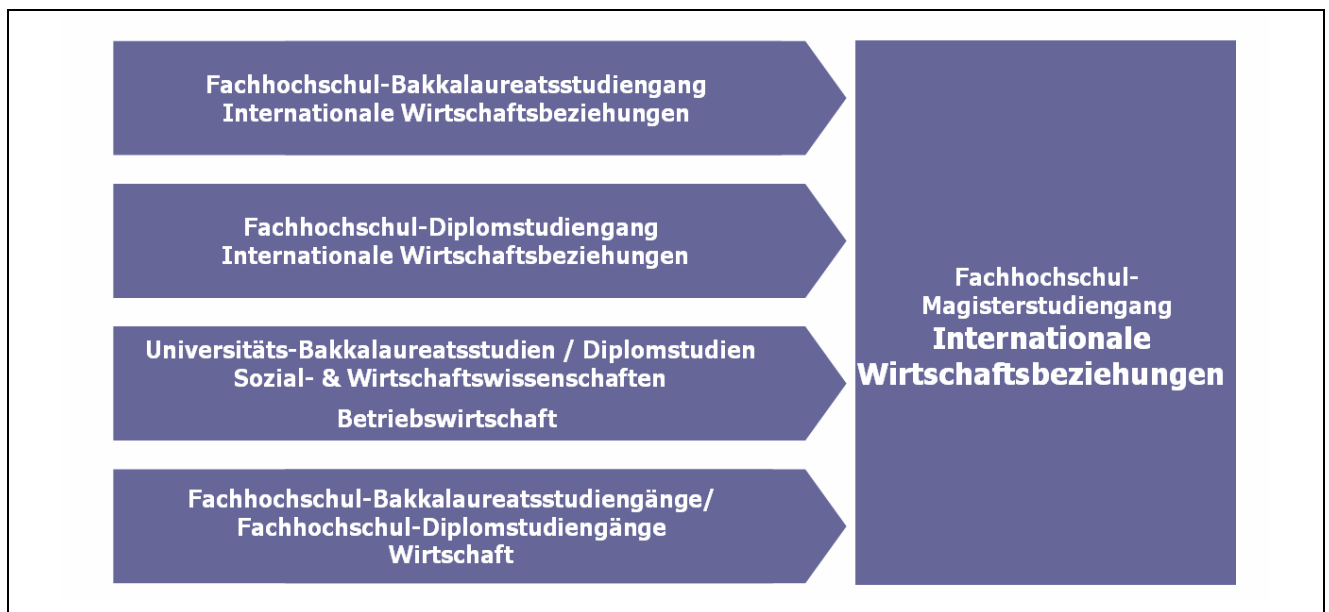 Fachhochschul-Bakkalaureatsstudiengang
Internationale Wirtschaftsbeziehungen
Fachhochschul-Diplomstudiengang
Internationale Wirtschaftsbeziehungen
Universitäts-Bakkalaureatsstudien / Diplomstudien
Sozial- & Wirtschaftswissenschaften
Betriebswirtschaft
Fachhochschul-Bakkalaureatsstudiengänge/
Fachhochschul-Diplomstudiengänge
Wirtschaft
Fachhochschul-
Magisterstudiengang
Internationale
Wirtschaftsbeziehungen